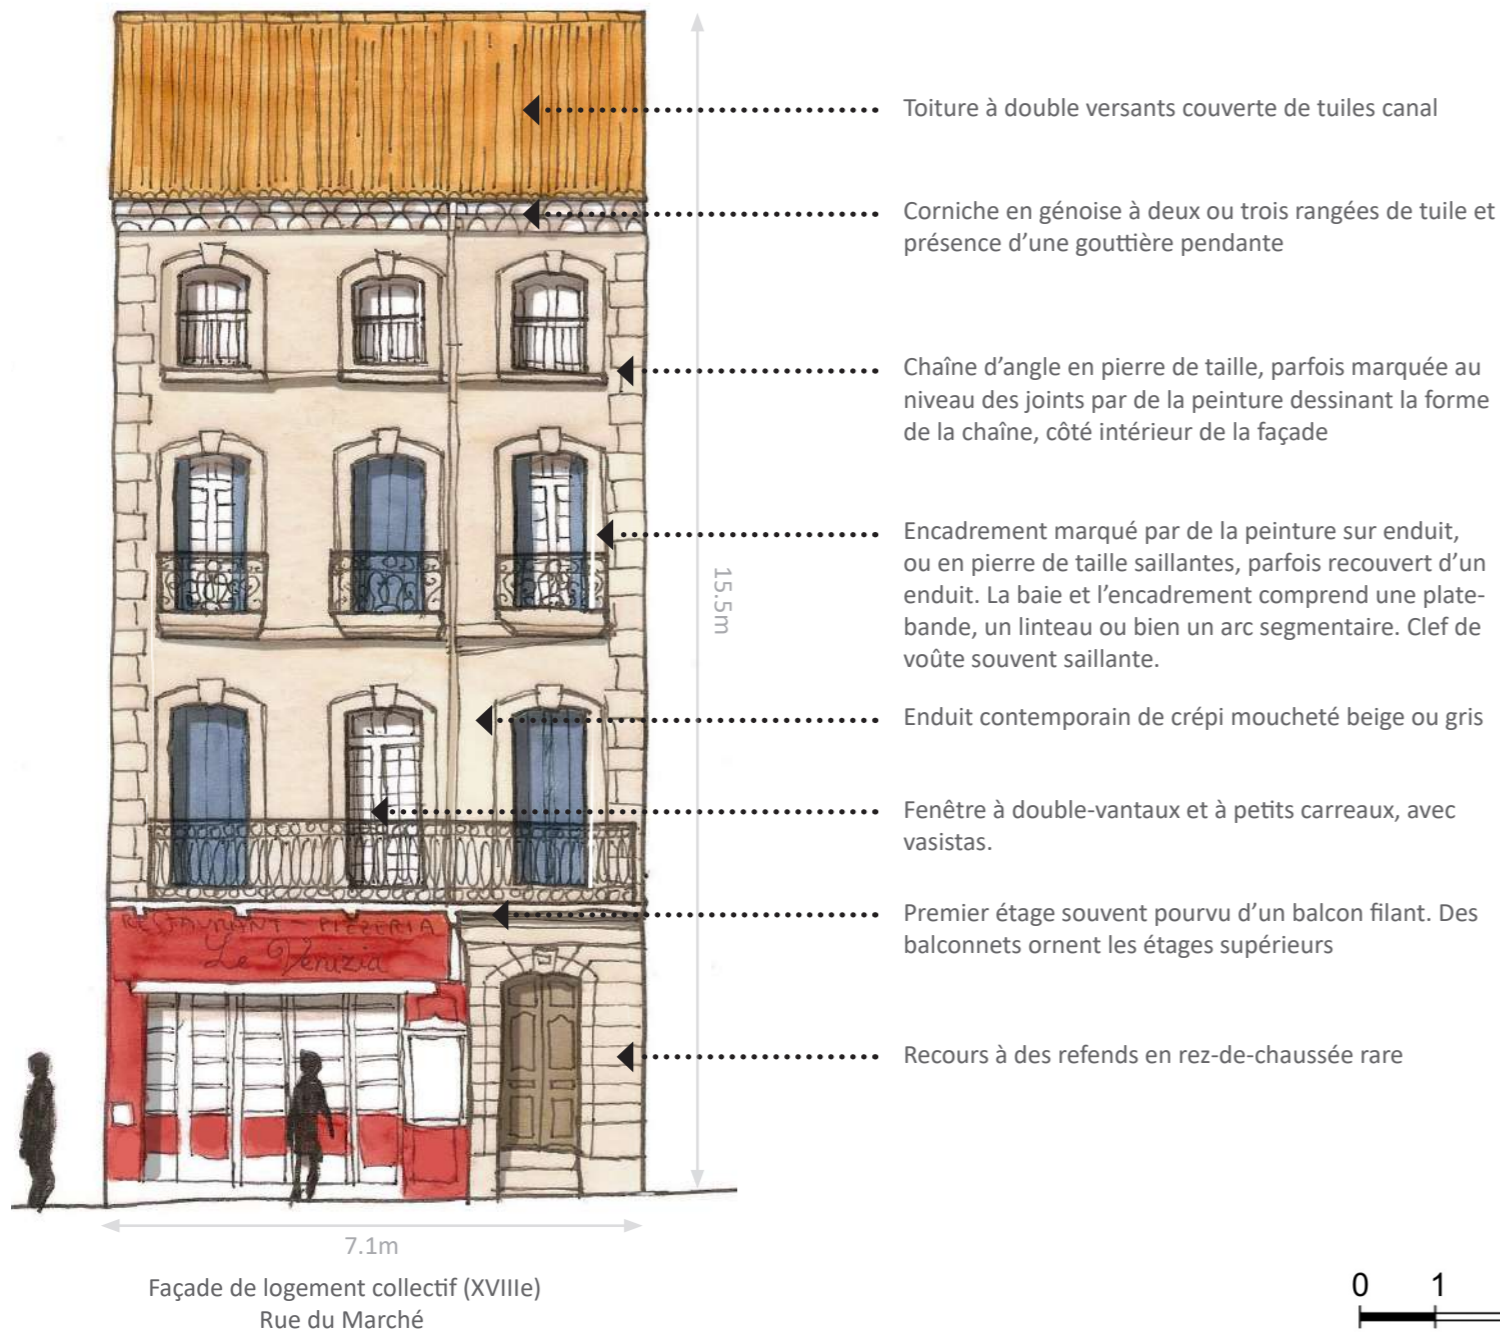 Toiture à double versants couverte de tuiles canal
Corniche en génoise à deux ou trois rangées de tuile et
présence d'une gouttière pendante
Chaîne d'angle en pierre de taille, parfois marquée au
niveau des joints par de la peinture dessinant la forme
de la chaîne, côté intérieur de la façade
Encadrement marqué par de la peinture sur enduit,
ou en pierre de taille saillantes, parfois recouvert d'un
enduit. La baie et l'encadrement comprend une plate-
bande, un linteau ou bien un arc segmentaire. Clef de
voûte souvent saillante.
15.5m
Enduit contemporain de crépi moucheté beige ou gris
Fenêtre à double-vantaux et à petits carreaux, avec
vasistas.
Premier étage souvent pourvu d'un balcon filant. Des
balconnets ornent les étages supérieurs
RESTAURANT - PIZZERIA
Le Venizia
Recours à des refends en rez-de-chaussée rare
7.1m
Façade de logement collectif (XVIIIe)
Rue du Marché
0 1